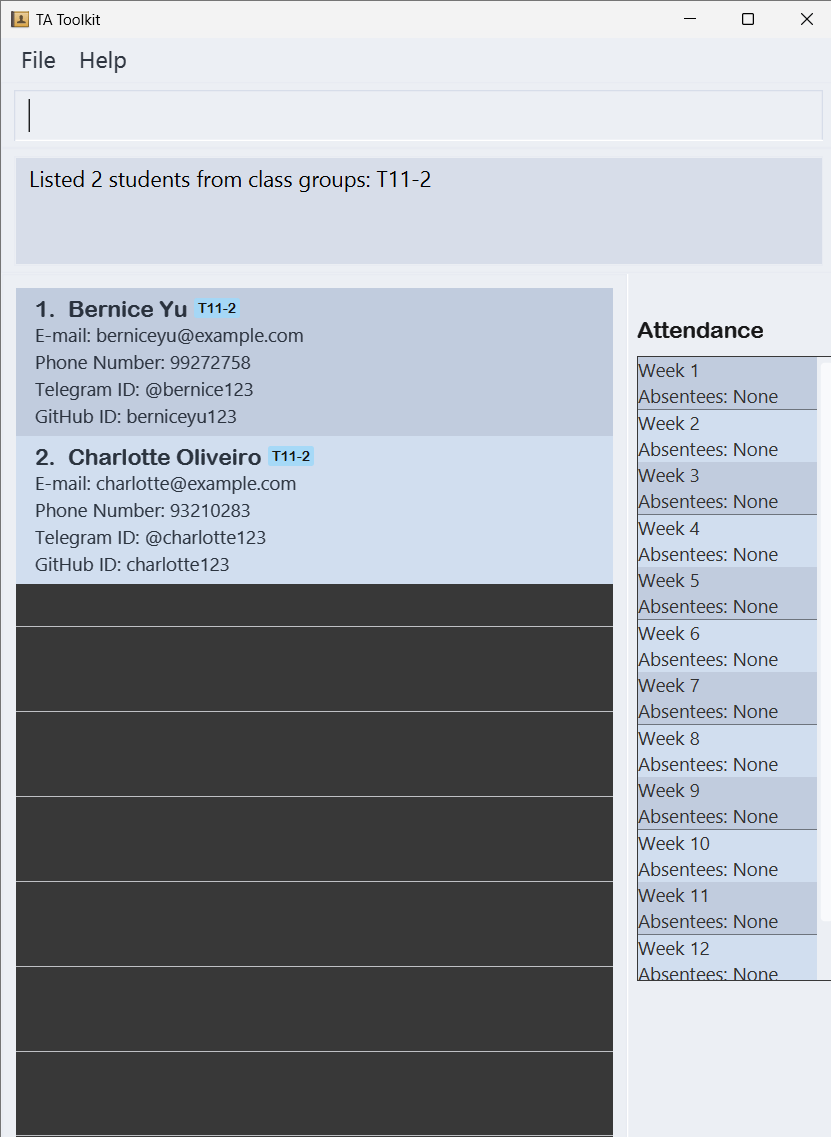 TA Toolkit
File Help
Listed 2 students from class groups: T11-2
1. Bernice Yu T11-2
E-mail: berniceyu@example.com
Phone Number: 99272758
Telegram ID: @bernice123
GitHub ID: berniceyu123
2. Charlotte Oliveiro T11-2
E-mail: charlotte@example.com
Phone Number: 93210283
Telegram ID: @charlotte123
GitHub ID: charlotte123
Attendance
Week 1
Absentees: None
Week 2
Absentees: None
Week 3
Absentees: None
Week 4
Absentees: None
Week 5
Absentees: None
Week 6
Absentees: None
Week 7
Absentees: None
Week 8
Absentees: None
Week 9
Absentees: None
Week 10
Absentees: None
Week 11
Absentees: None
Week 12
Absentees: None